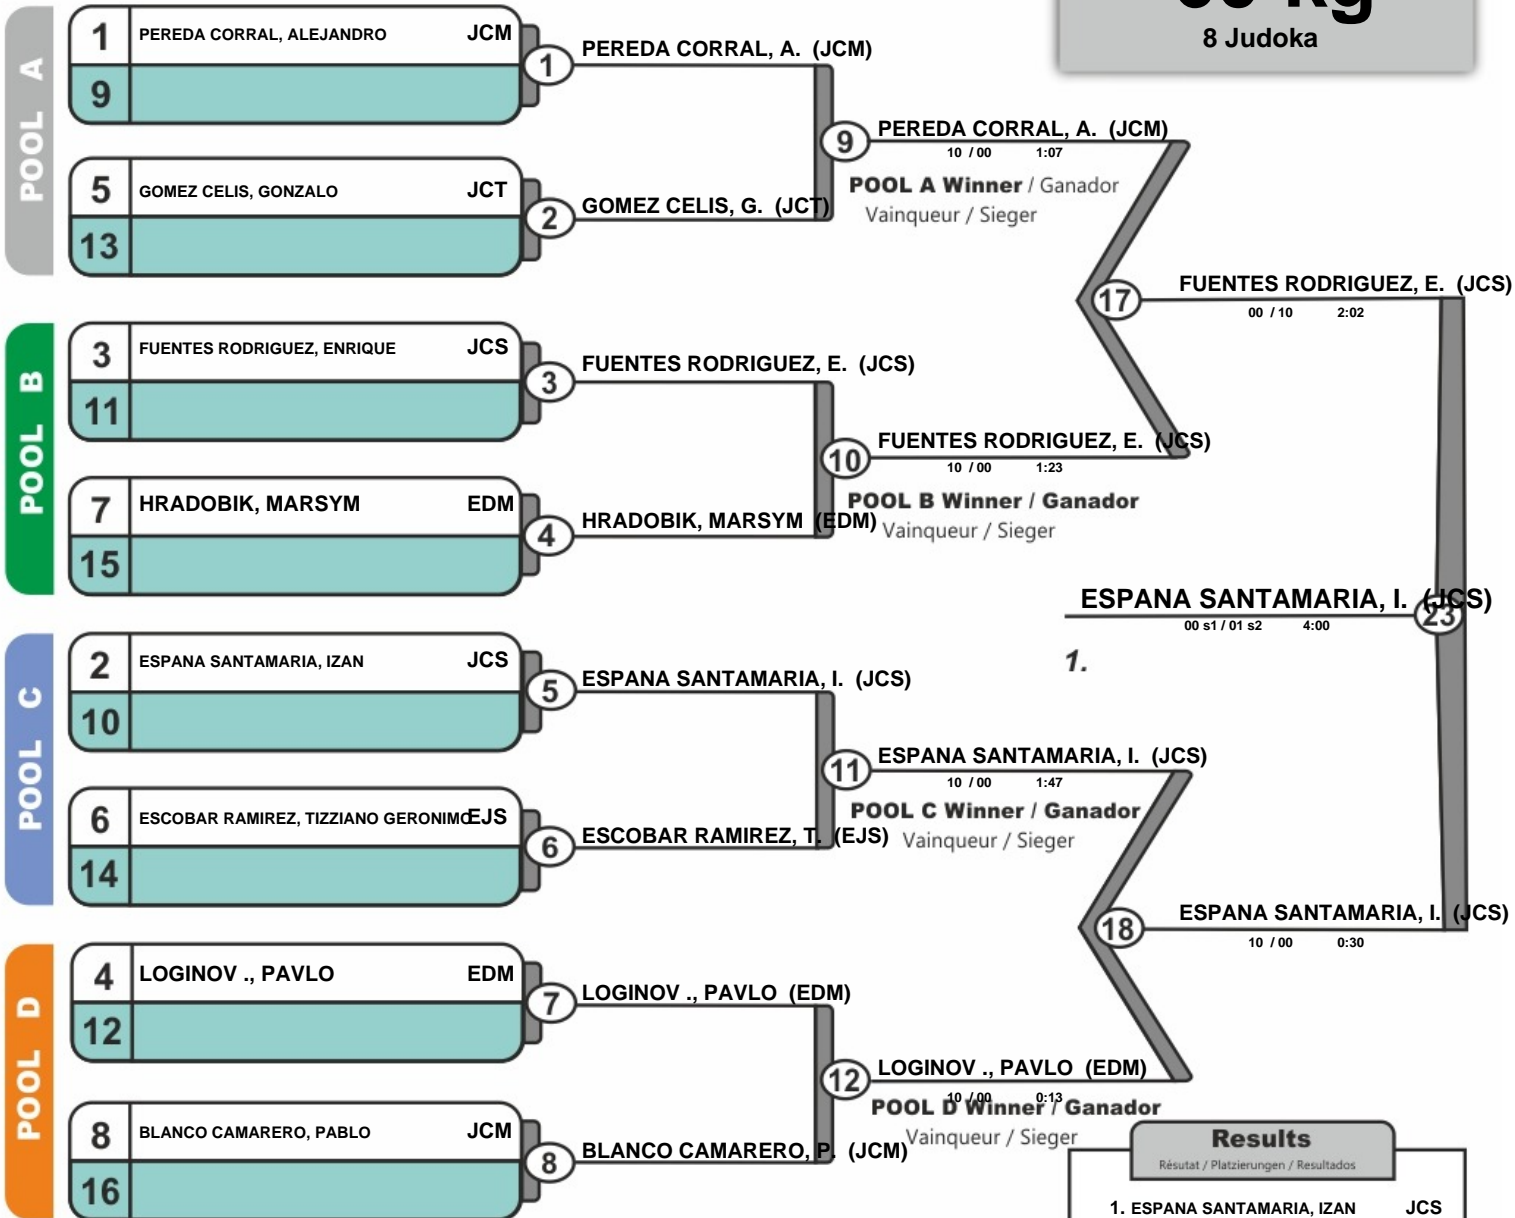 POOL A
1 PEREDA CORRAL, ALEJANDRO JCM
9
5 GOMEZ CELIS, GONZALO JCT
13
POOL B
3 FUENTES RODRIGUEZ, ENRIQUE JCS
11
7 HRADOBIK, MARSYM EDM
15
POOL C
2 ESPANA SANTAMARIA, IZAN JCS
10
6 ESCOBAR RAMIREZ, TIZZIANO GERONIMO EJS
14
POOL D
4 LOGINOV ., PAVLO EDM
12
8 BLANCO CAMARERO, PABLO JCM
16
1 PEREDA CORRAL, A. (JCM)
2 GOMEZ CELIS, G. (JCT)
3 FUENTES RODRIGUEZ, E. (JCS)
4 HRADOBIK, MARSYM (EDM)
5 ESPANA SANTAMARIA, I. (JCS)
6 ESCOBAR RAMIREZ, T. (EJS)
7 LOGINOV ., PAVLO (EDM)
8 BLANCO CAMARERO, P. (JCM)
9 PEREDA CORRAL, A. (JCM)
10 / 00 1:07
POOL A Winner / Ganador
Vainqueur / Sieger
10 FUENTES RODRIGUEZ, E. (JCS)
10 / 00 1:23
POOL B Winner / Ganador
Vainqueur / Sieger
11 ESPANA SANTAMARIA, I. (JCS)
10 / 00 1:47
POOL C Winner / Ganador
Vainqueur / Sieger
12 LOGINOV ., PAVLO (EDM)
10 / 00 0:13
POOL D Winner / Ganador
Vainqueur / Sieger
8 Judoka
17 FUENTES RODRIGUEZ, E. (JCS)
00 / 10 2:02
ESPANA SANTAMARIA, I. (JCS)
23
00 s1 / 01 s2 4:00
1.
18 ESPANA SANTAMARIA, I. (JCS)
10 / 00 0:30
Results
Résutat / Platzierungen / Resultados
1. ESPANA SANTAMARIA, IZAN JCS